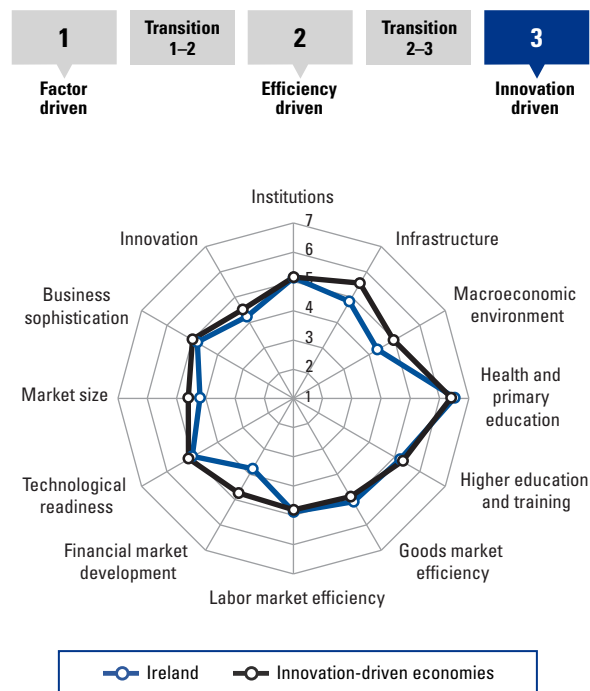 1
Transition
1–2
2
Transition
2–3
3
Factor
driven
Efficiency
driven
Innovation
driven
Institutions
Infrastructure
Macroeconomic
environment
Health and
primary
education
Higher education
and training
Goods market
efficiency
Labor market efficiency
Financial market
development
Technological
readiness
Market size
Business
sophistication
Innovation
7
6
5
4
3
2
1
Ireland
Innovation-driven economies